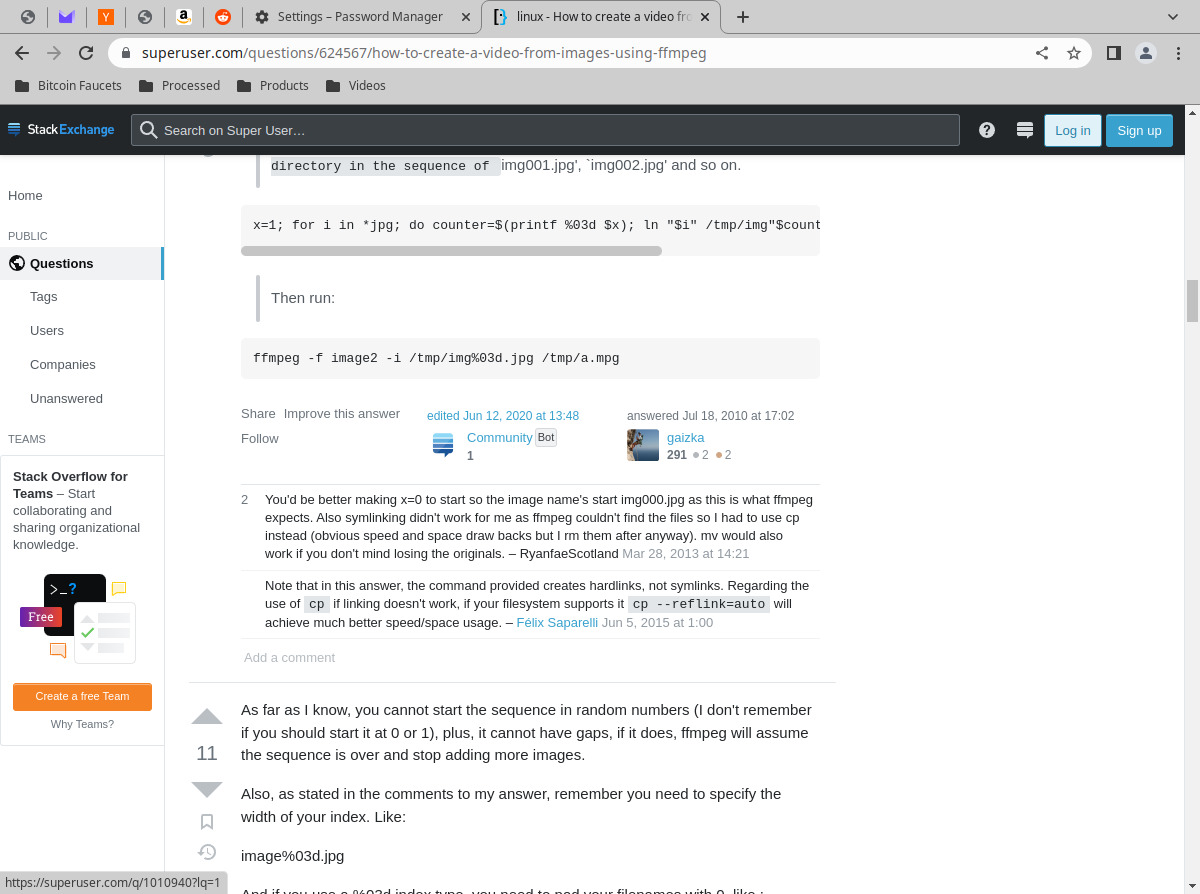 Settings – Password Manager
linux - How to create a video fro
superuser.com/questions/624567/how-to-create-a-video-from-images-using-ffmpeg
Bitcoin Faucets
Processed
Products
Videos
StackExchange
Search on Super User…
Log in
Sign up
Home
PUBLIC
Questions
Tags
Users
Companies
Unanswered
TEAMS
Stack Overflow for
Teams – Start
collaborating and
sharing organizational
knowledge.
>_?
Free
Create a free Team
Why Teams?
directory in the sequence of img001.jpg', `img002.jpg' and so on.
x=1; for i in *jpg; do counter=$(printf %03d $x); ln "$i" /tmp/img"$count
Then run:
ffmpeg -f image2 -i /tmp/img%03d.jpg /tmp/a.mpg
Share Improve this answer
Follow
edited Jun 12, 2020 at 13:48
Community Bot
1
answered Jul 18, 2010 at 17:02
gaizka
291 ●2 ●2
2 You'd be better making x=0 to start so the image name's start img000.jpg as this is what ffmpeg
expects. Also symlinking didn't work for me as ffmpeg couldn't find the files so I had to use cp
instead (obvious speed and space draw backs but I rm them after anyway). mv would also
work if you don't mind losing the originals. – RyanfaeScotland Mar 28, 2013 at 14:21
Note that in this answer, the command provided creates hardlinks, not symlinks. Regarding the
use of cp if linking doesn't work, if your filesystem supports it cp --reflink=auto will
achieve much better speed/space usage. – Félix Saparelli Jun 5, 2015 at 1:00
Add a comment
11
As far as I know, you cannot start the sequence in random numbers (I don't remember
if you should start it at 0 or 1), plus, it cannot have gaps, if it does, ffmpeg will assume
the sequence is over and stop adding more images.
Also, as stated in the comments to my answer, remember you need to specify the
width of your index. Like:
image%03d.jpg
And if you use a %03d index type, you need to pad your filenames with 0, like :
https://superuser.com/q/1010940?lq=1